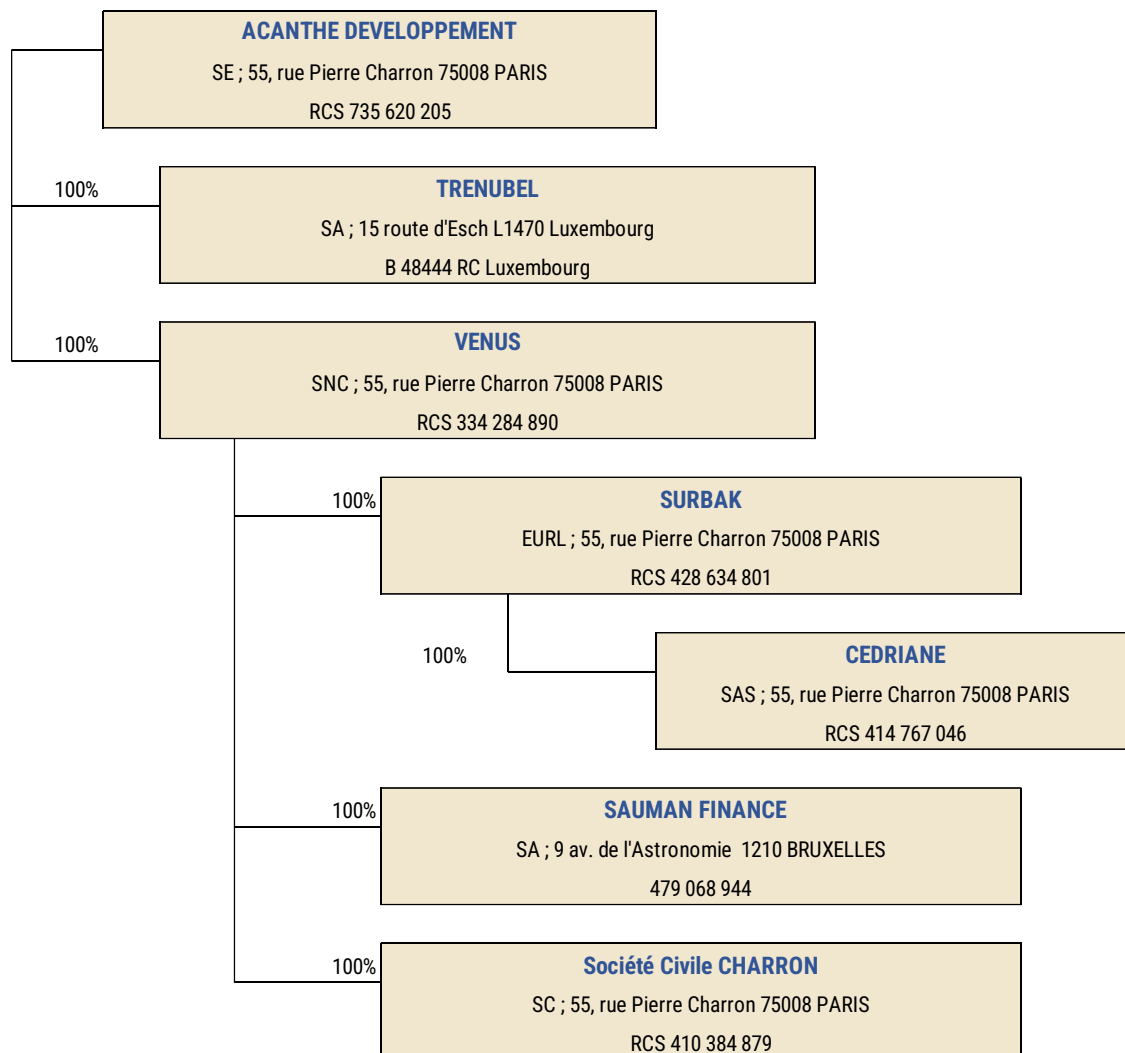 ACANTHE DEVELOPPEMENT
SE ; 55, rue Pierre Charron 75008 PARIS
RCS 735 620 205
100%
TRENUBEL
SA ; 15 route d'Esch L1470 Luxembourg
B 48444 RC Luxembourg
100%
VENUS
SNC ; 55, rue Pierre Charron 75008 PARIS
RCS 334 284 890
100%
SURBAK
EURL ; 55, rue Pierre Charron 75008 PARIS
RCS 428 634 801
100%
CEDRIANE
SAS ; 55, rue Pierre Charron 75008 PARIS
RCS 414 767 046
100%
SAUMAN FINANCE
SA ; 9 av. de l'Astronomie 1210 BRUXELLES
479 068 944
100%
Société Civile CHARRON
SC ; 55, rue Pierre Charron 75008 PARIS
RCS 410 384 879